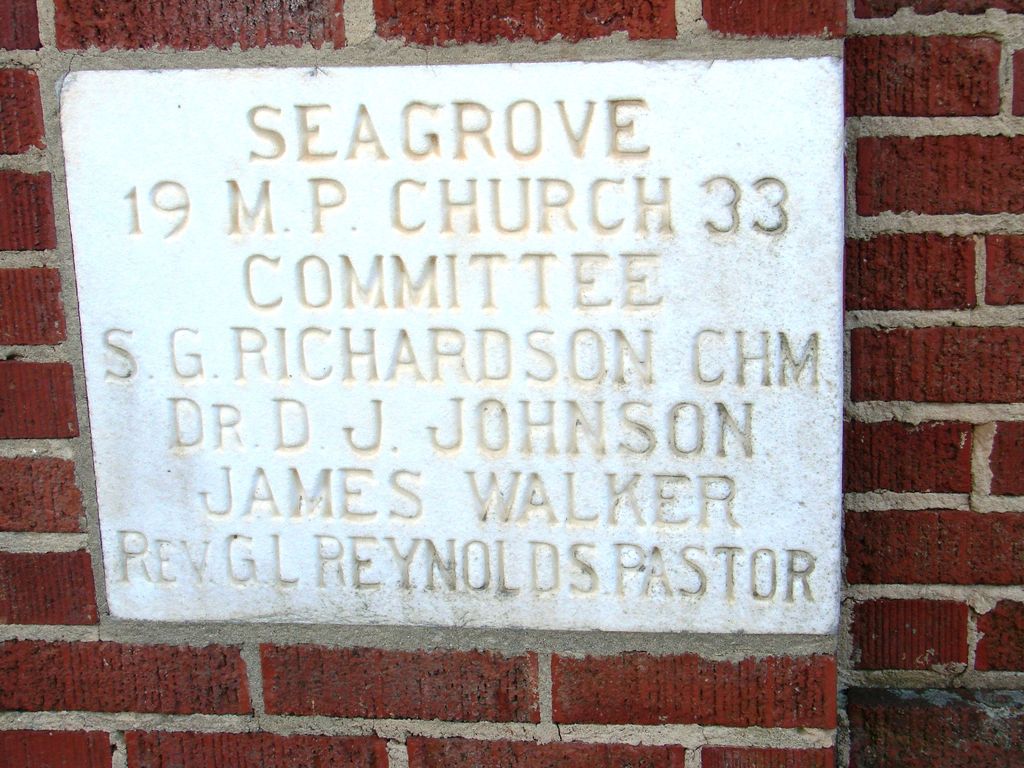 SEAGROVE
19 M.P. CHURCH 33
COMMITTEE
S. G. RICHARDSON CHM.
DR. D. J. JOHNSON
JAMES WALKER
REV. G.L REYNOLDS. PASTOR